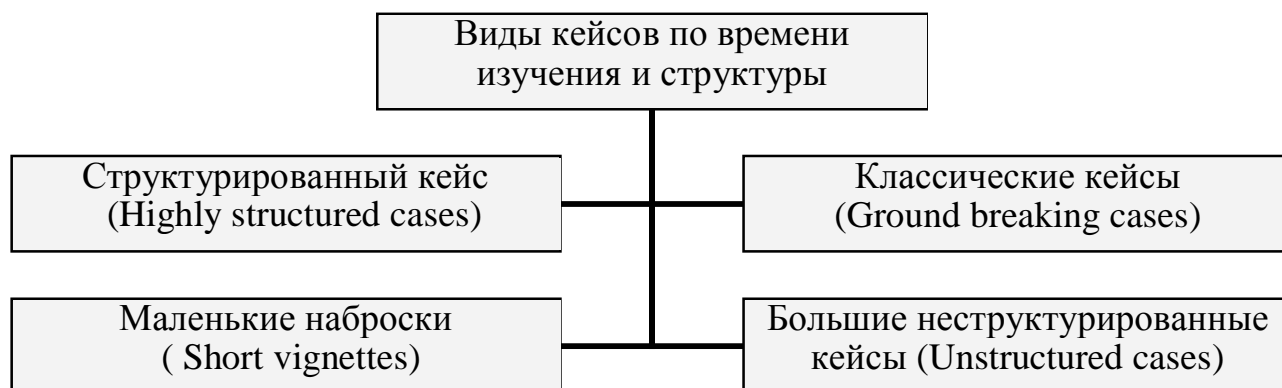 Виды кейсов по времени
изучения и структуры
Структурированный кейс
(Highly structured cases)
Классические кейсы
(Ground breaking cases)
Маленькие наброски
( Short vignettes)
Большие неструктурированные
кейсы (Unstructured cases)